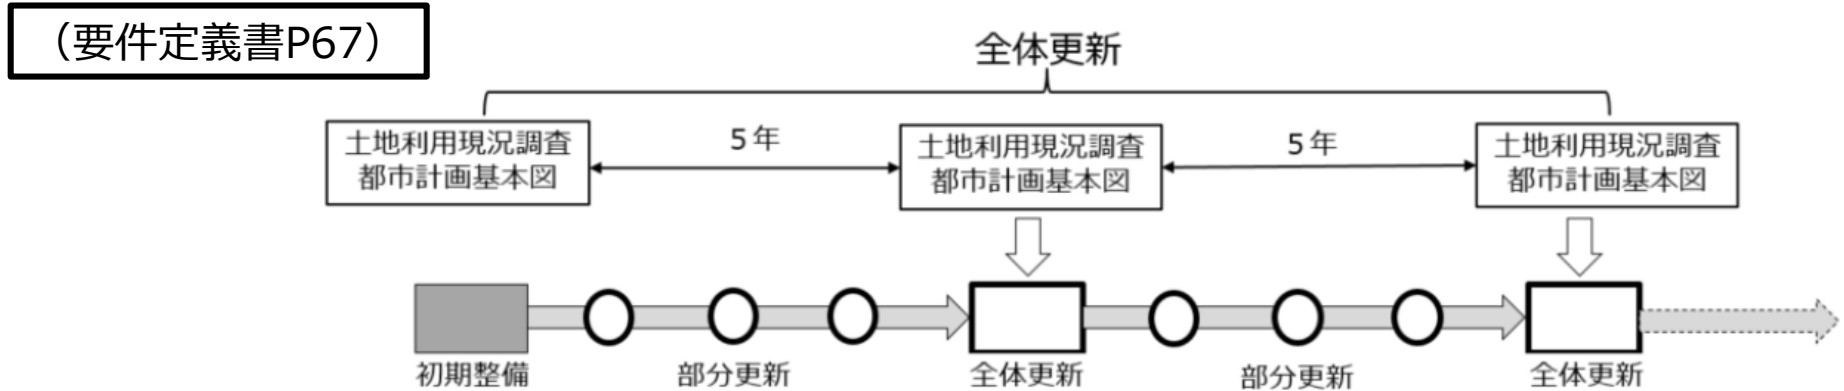 （要件定義書P67）
全体更新
土地利用現況調査
都市計画基本図
5年
土地利用現況調査
都市計画基本図
5年
土地利用現況調査
都市計画基本図
初期整備
部分更新
全体更新
部分更新
全体更新